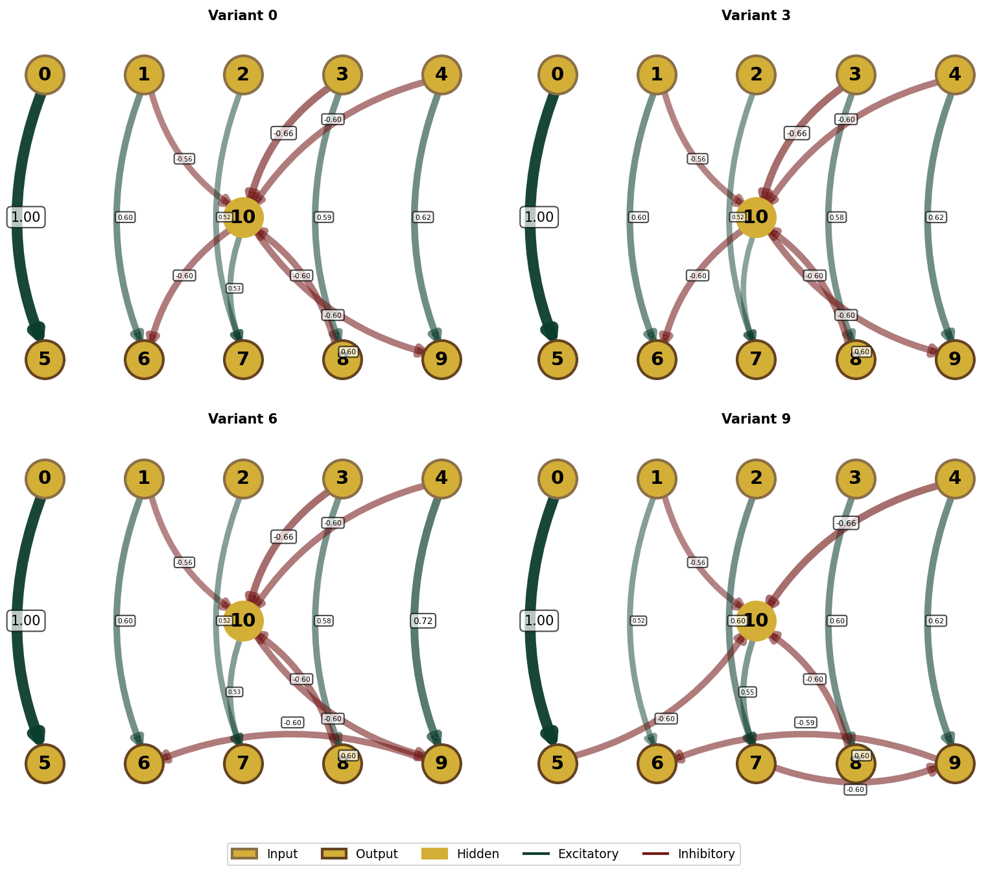 Variant 0 Variant 3
0 1 2 3 4 0 1 2 3 4
-0.60 -0.60
-0.66 -0.66
-0.56 -0.56
1.00 0.60 0.52 10 0.59 0.62 1.00 0.60 0.52 10 0.58 0.62
-0.60 -0.60 -0.60 -0.60
0.53
-0.60 -0.60
0.60 0.60
5 6 7 8 9 5 6 7 8 9
Variant 6 Variant 9
0 1 2 3 4 0 1 2 3 4
-0.60 -0.66
-0.66
-0.56 -0.56
1.00 0.60 0.52 10 0.58 0.72 1.00 0.52 0.60 10 0.60 0.62
-0.60 -0.60
0.53 0.55
-0.60 -0.60
-0.60 -0.59
0.60 0.60
5 6 7 8 9 5 6 7 8 9
-0.60
Input Output Hidden Excitatory Inhibitory